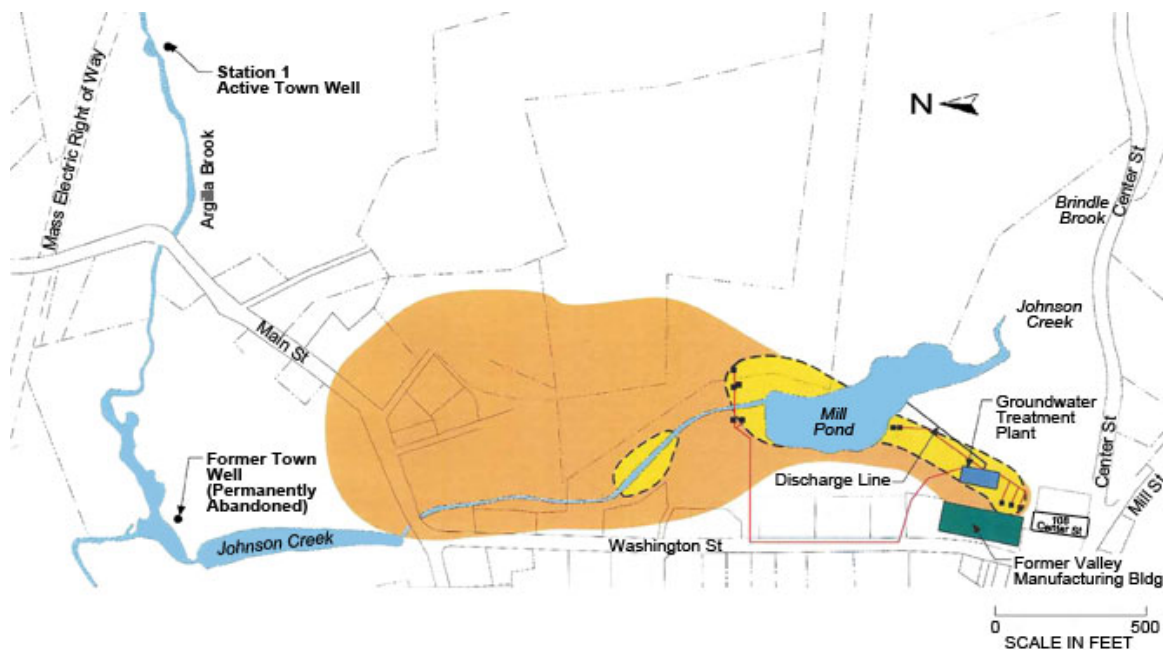 Mass Electric Right of Way
Station 1
Active Town Well
Argilla Brook
N
Brindle
Brook
Center St
Johnson
Creek
Main St
Mill
Pond
Groundwater
Treatment
Plant
Center St
Mill St
Discharge Line
Former Town
Well
(Permanently
Abandoned)
Johnson Creek
Washington St
108
Center St
Former Valley
Manufacturing Bldg
0 500
SCALE IN FEET